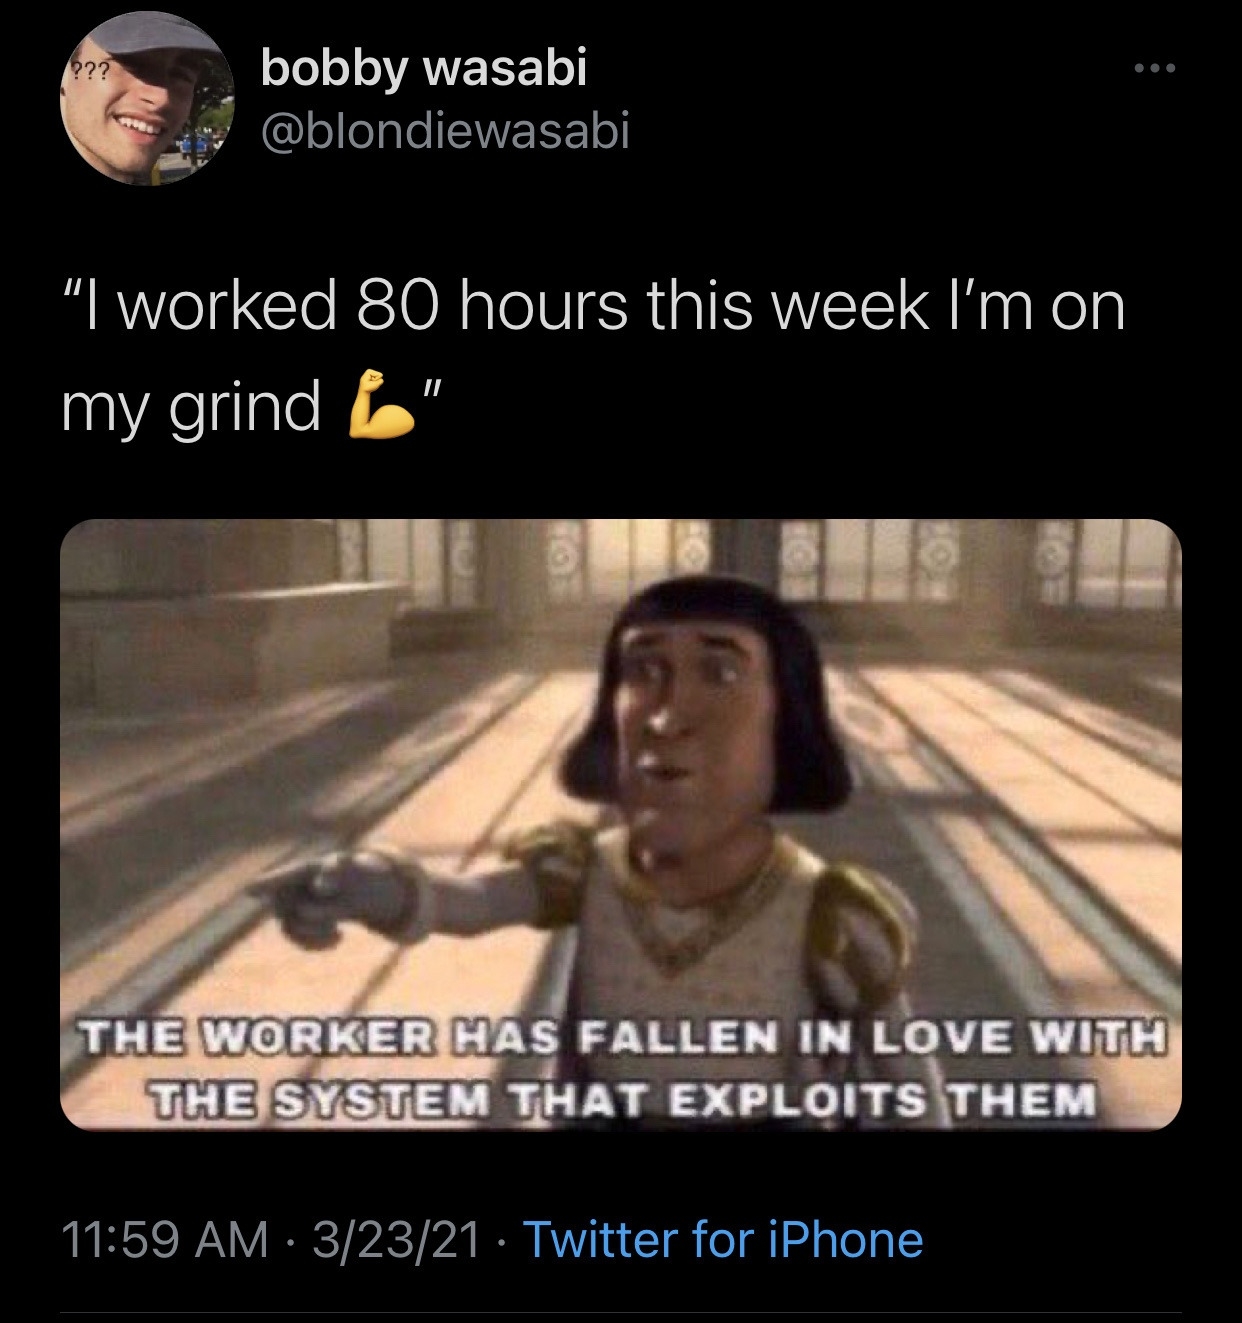 ???
bobby wasabi
@blondiewasabi
“I worked 80 hours this week I’m on
my grind 💪”
THE WORKER HAS FALLEN IN LOVE WITH
THE SYSTEM THAT EXPLOITS THEM
11:59 AM · 3/23/21 · Twitter for iPhone